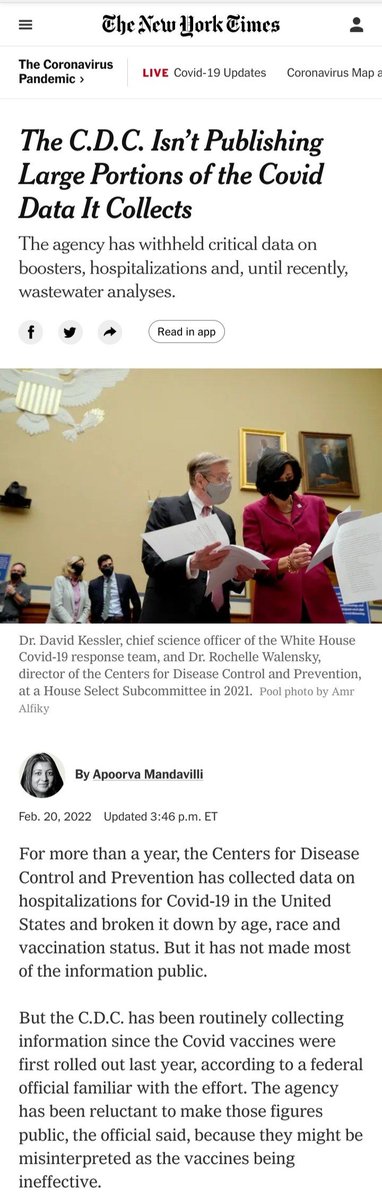 The New York Times
The Coronavirus
Pandemic ›
LIVE Covid-19 Updates
Coronavirus Map a
The C.D.C. Isn’t Publishing
Large Portions of the Covid
Data It Collects
The agency has withheld critical data on
boosters, hospitalizations and, until recently,
wastewater analyses.
Read in app
Dr. David Kessler, chief science officer of the White House
Covid-19 response team, and Dr. Rochelle Walensky,
director of the Centers for Disease Control and Prevention,
at a House Select Subcommittee in 2021. Pool photo by Amr
Alfiky
By Apoorva Mandavilli
Feb. 20, 2022 Updated 3:46 p.m. ET
For more than a year, the Centers for Disease
Control and Prevention has collected data on
hospitalizations for Covid-19 in the United
States and broken it down by age, race and
vaccination status. But it has not made most
of the information public.
But the C.D.C. has been routinely collecting
information since the Covid vaccines were
first rolled out last year, according to a federal
official familiar with the effort. The agency
has been reluctant to make those figures
public, the official said, because they might be
misinterpreted as the vaccines being
ineffective.